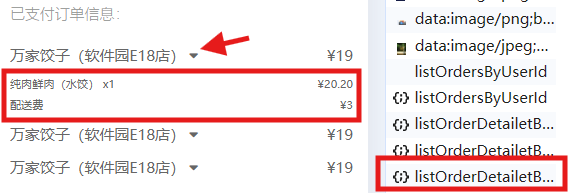 已支付订单信息:
万家饺子（软件园E18店） ¥19
纯肉鲜肉（水饺） x1 ¥20.20
配送费 ¥3
万家饺子（软件园E18店） ¥19
万家饺子（软件园E18店） ¥19
data:image/png;b...
data:image/jpeg;...
listOrdersByUserId
listOrdersByUserId
listOrderDetailetB...
listOrderDetailetB...
listOrderDetailetB...